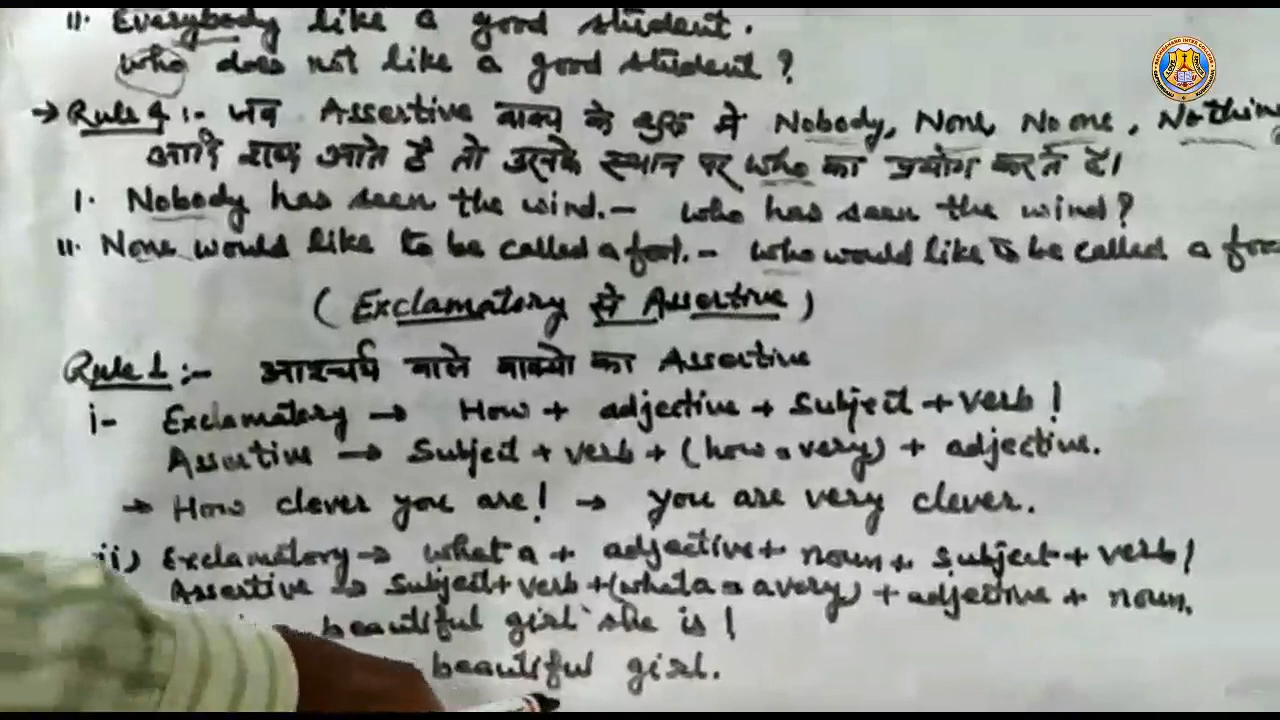 ii. Everybody like a good student.
who does not like a good student?
→ Rule 4 :- जब Assertive वाक्य के शुरू में Nobody, None, No one, Nothing
आदि शब्द आते है तो उनके स्थान पर who का प्रयोग करते है।
i. Nobody has seen the wind. - who has seen the wind?
ii. None would like to be called a fool. - who would like to be called a foo
( Exclamatory से Assertive )
Rule 1 :- आश्चर्य वाले वाक्यो का Assertive
i- Exclamatory → How + adjective + Subject + verb !
Assertive → Subject + verb + (how = very) + adjective.
→ How clever you are! → you are very clever.
ii) Exclamatory → what a + adjective + noun + subject + verb !
Assertive → Subject + verb + (what a = a very) + adjective + noun.
beautiful girl she is !
beautiful girl.